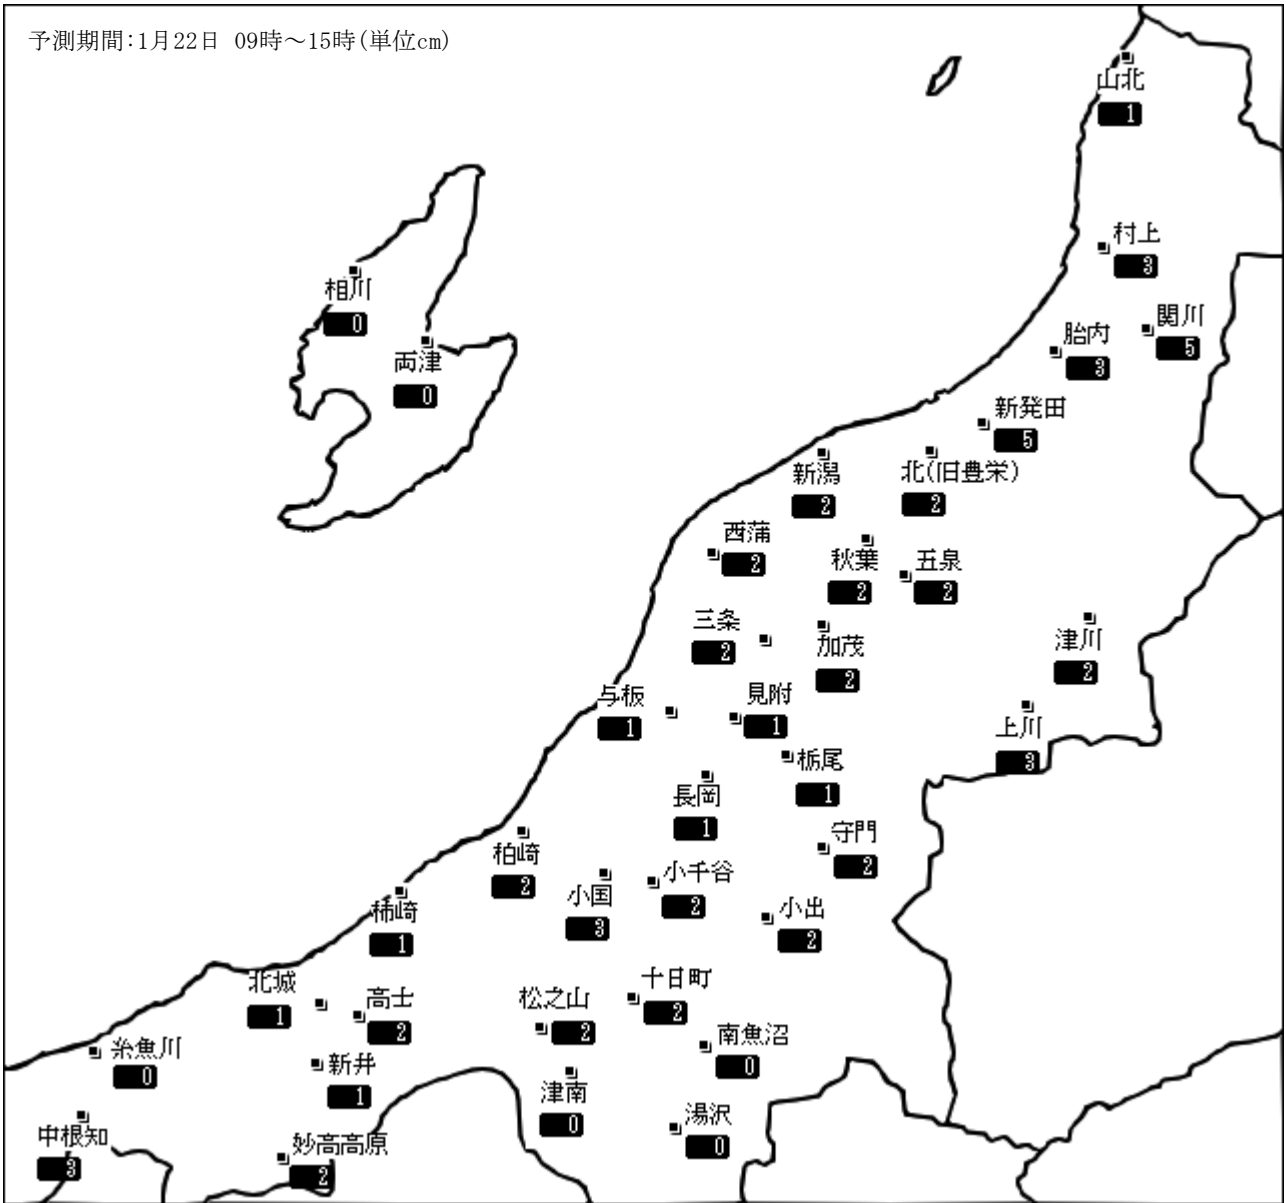 予測期間:1月22日 09時～15時(単位cm)
山北
1
村上
3
相川
0
関川
5
胎内
3
両津
0
新発田
5
新潟
2
北(旧豊栄)
2
西蒲
2
秋葉
2
五泉
2
三条
2
加茂
2
津川
2
与板
1
見附
1
上川
3
栃尾
1
長岡
1
守門
2
柏崎
2
小千谷
2
小国
3
小出
2
柿崎
1
北城
1
高士
2
松之山
2
十日町
2
南魚沼
0
糸魚川
0
新井
1
津南
0
湯沢
0
中根知
3
妙高高原
2